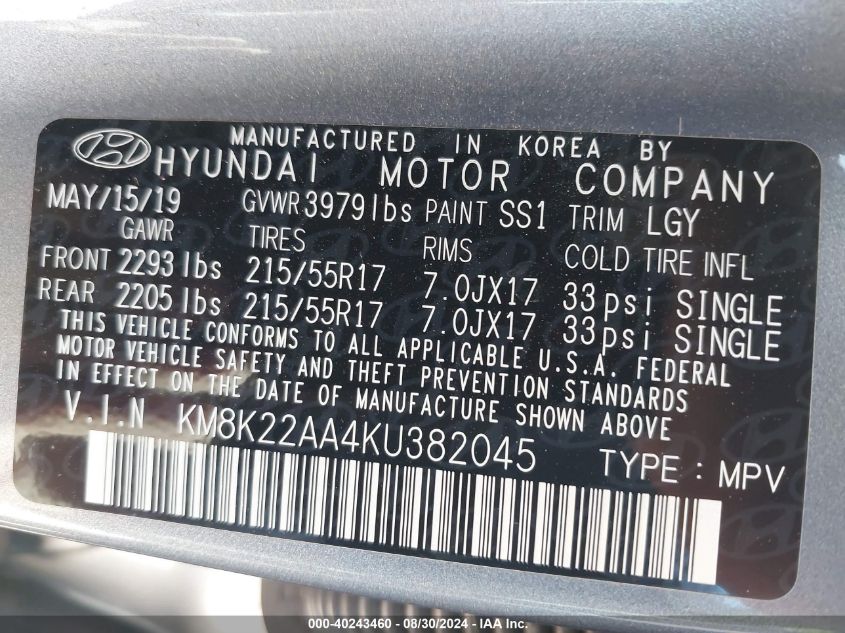 MANUFACTURED IN KOREA BY
HYUNDAI MOTOR COMPANY
MAY/15/19 GVWR 3979lbs PAINT SS1 TRIM LGY
GAWR TIRES RIMS COLD TIRE INFL
FRONT 2293 lbs 215/55R17 7.0JX17 33psi SINGLE
REAR 2205 lbs 215/55R17 7.0JX17 33psi SINGLE
THIS VEHICLE CONFORMS TO ALL APPLICABLE U.S.A. FEDERAL
MOTOR VEHICLE SAFETY AND THEFT PREVENTION STANDARDS
IN EFFECT ON THE DATE OF MANUFACTURE SHOWN ABOVE
V.I.N KM8K22AA4KU382045 TYPE : MPV
000-40243460 - 08/30/2024 - IAA Inc.